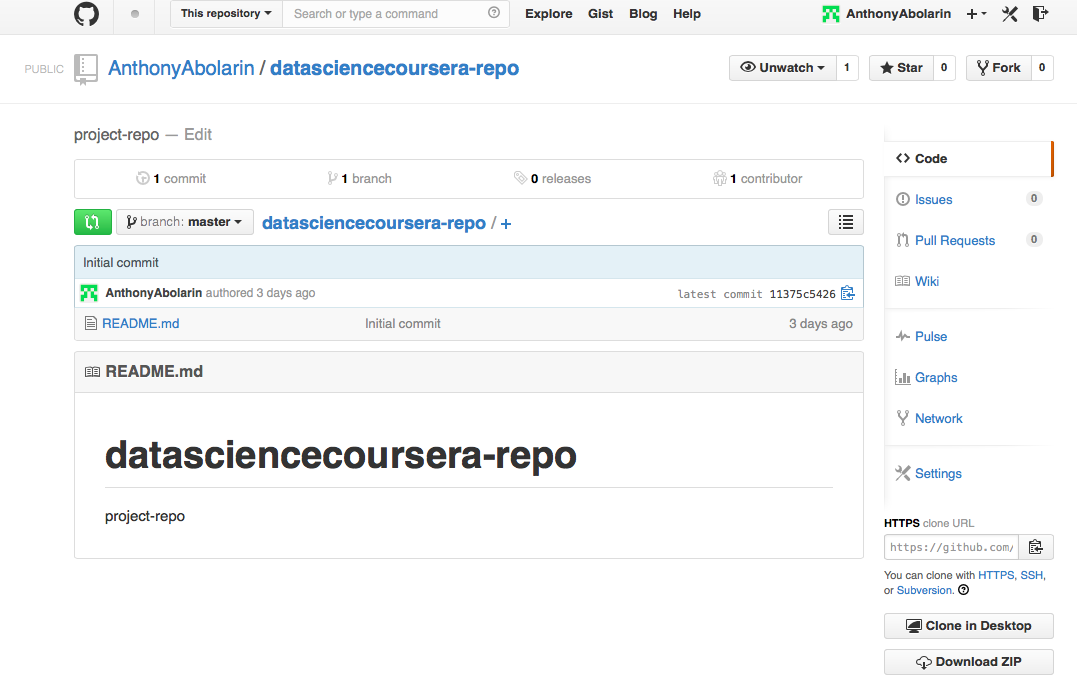 This repository Search or type a command Explore Gist Blog Help AnthonyAbolarin
PUBLIC AnthonyAbolarin / datasciencecoursera-repo Unwatch 1 Star 0 Fork 0
project-repo — Edit
1 commit 1 branch 0 releases 1 contributor
branch: master datasciencecoursera-repo / +
Initial commit
AnthonyAbolarin authored 3 days ago latest commit 11375c5426
README.md Initial commit 3 days ago
README.md
datasciencecoursera-repo
project-repo
Code
Issues 0
Pull Requests 0
Wiki
Pulse
Graphs
Network
Settings
HTTPS clone URL
https://github.com/
You can clone with HTTPS, SSH,
or Subversion.
Clone in Desktop
Download ZIP